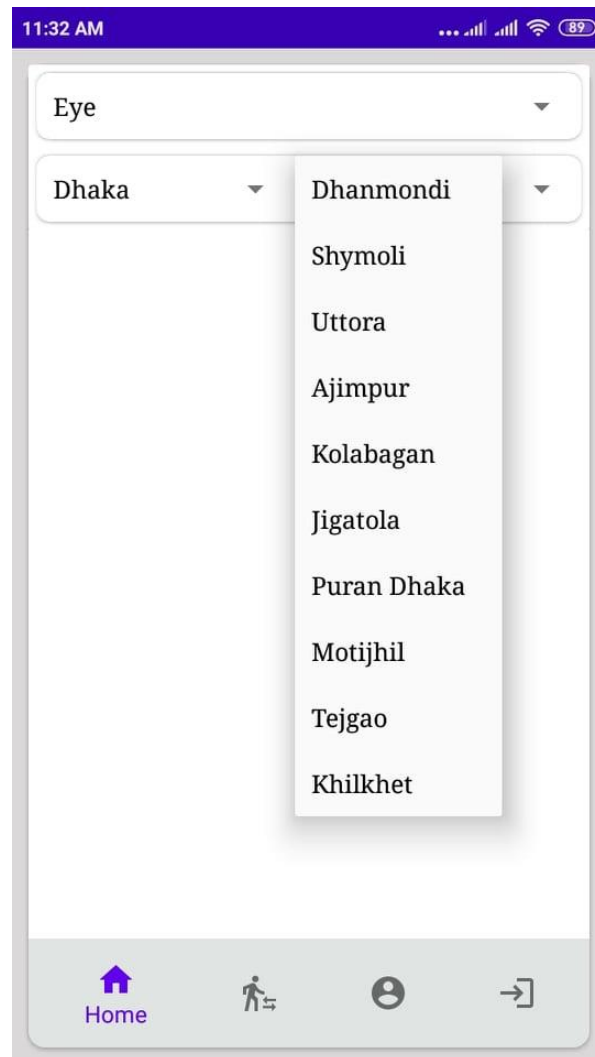 11:32 AM 89
Eye
Dhaka Dhanmondi
Shymoli
Uttora
Ajimpur
Kolabagan
Jigatola
Puran Dhaka
Motijhil
Tejgao
Khilkhet
Home